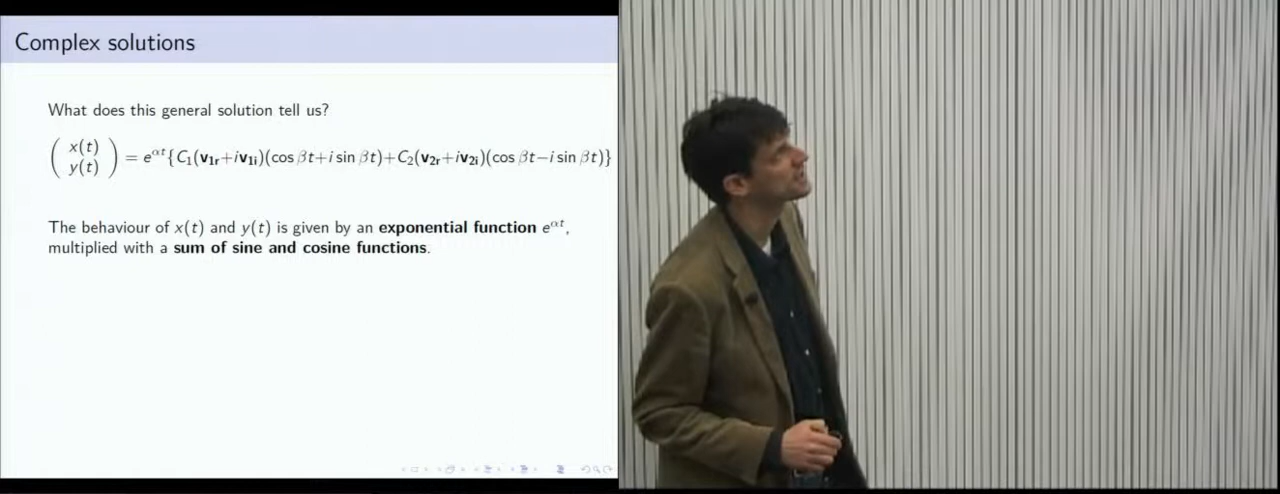 Complex solutions
What does this general solution tell us?
( x(t) y(t) ) = e^{αt}{C₁(v₁ᵣ+iv₁ᵢ)(cos βt+i sin βt)+C₂(v₂ᵣ+iv₂ᵢ)(cos βt−i sin βt)}
The behaviour of x(t) and y(t) is given by an exponential function e^{αt},
multiplied with a sum of sine and cosine functions.